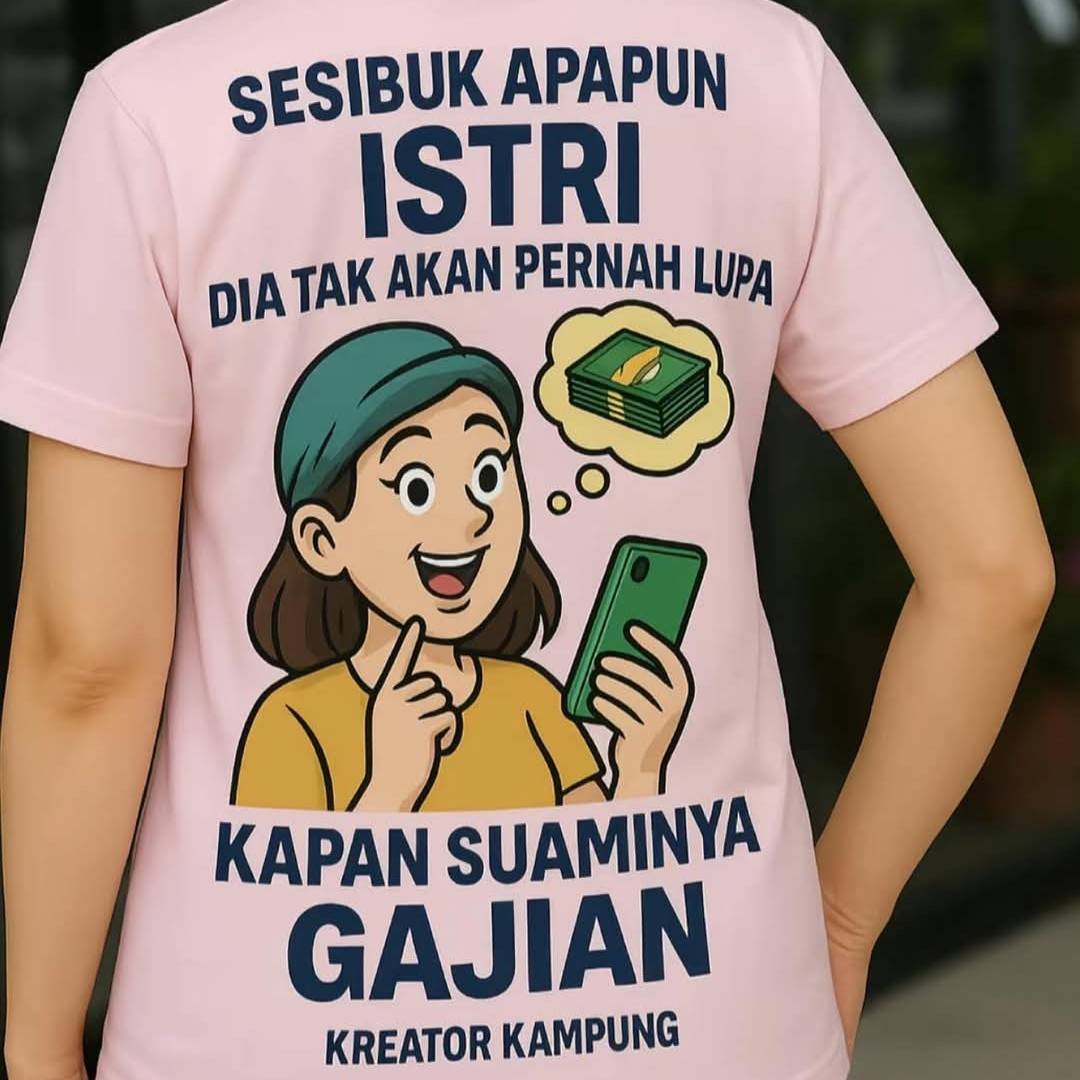 SESIBUK APAPUN
ISTRI
DIA TAK AKAN PERNAH LUPA
KAPAN SUAMINYA
GAJIAN
KREATOR KAMPUNG